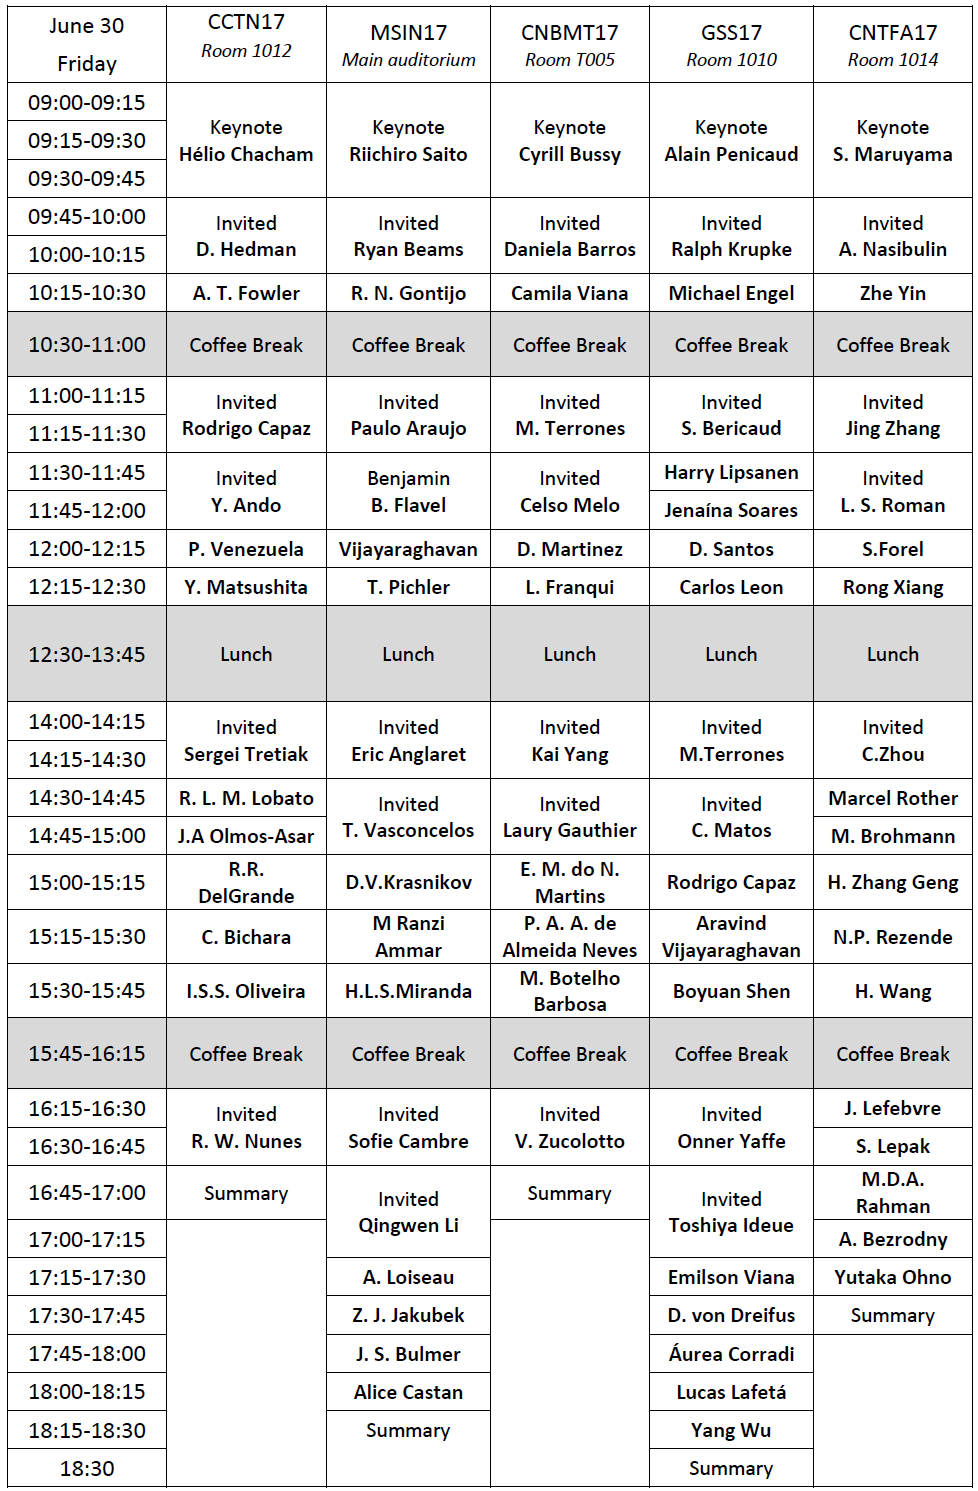 June 30
Friday
CCTN17
Room 1012
MSIN17
Main auditorium
CNBMT17
Room T005
GSS17
Room 1010
CNTFA17
Room 1014
09:00-09:15
09:15-09:30
09:30-09:45
Keynote
Hélio Chacham
Keynote
Riichiro Saito
Keynote
Cyrill Bussy
Keynote
Alain Penicaud
Keynote
S. Maruyama
09:45-10:00
10:00-10:15
Invited
D. Hedman
Invited
Ryan Beams
Invited
Daniela Barros
Invited
Ralph Krupke
Invited
A. Nasibulin
10:15-10:30
A. T. Fowler
R. N. Gontijo
Camila Viana
Michael Engel
Zhe Yin
10:30-11:00
Coffee Break
Coffee Break
Coffee Break
Coffee Break
Coffee Break
11:00-11:15
11:15-11:30
Invited
Rodrigo Capaz
Invited
Paulo Araujo
Invited
M. Terrones
Invited
S. Bericaud
Invited
Jing Zhang
11:30-11:45
11:45-12:00
Invited
Y. Ando
Benjamin
B. Flavel
Invited
Celso Melo
Harry Lipsanen
Jenaína Soares
Invited
L. S. Roman
12:00-12:15
P. Venezuela
Vijayaraghavan
D. Martinez
D. Santos
S.Forel
12:15-12:30
Y. Matsushita
T. Pichler
L. Franqui
Carlos Leon
Rong Xiang
12:30-13:45
Lunch
Lunch
Lunch
Lunch
Lunch
14:00-14:15
14:15-14:30
Invited
Sergei Tretiak
Invited
Eric Anglaret
Invited
Kai Yang
Invited
M.Terrones
Invited
C.Zhou
14:30-14:45
14:45-15:00
R. L. M. Lobato
J.A Olmos-Asar
Invited
T. Vasconcelos
Invited
Laury Gauthier
Invited
C. Matos
Marcel Rother
M. Brohmann
15:00-15:15
R.R.
DelGrande
D.V.Krasnikov
E. M. do N.
Martins
Rodrigo Capaz
H. Zhang Geng
15:15-15:30
C. Bichara
M Ranzi
Ammar
P. A. A. de
Almeida Neves
Aravind
Vijayaraghavan
N.P. Rezende
15:30-15:45
I.S.S. Oliveira
H.L.S.Miranda
M. Botelho
Barbosa
Boyuan Shen
H. Wang
15:45-16:15
Coffee Break
Coffee Break
Coffee Break
Coffee Break
Coffee Break
16:15-16:30
16:30-16:45
Invited
R. W. Nunes
Invited
Sofie Cambre
Invited
V. Zucolotto
Invited
Onner Yaffe
J. Lefebvre
S. Lepak
16:45-17:00
17:00-17:15
Summary
Invited
Qingwen Li
Summary
Invited
Toshiya Ideue
M.D.A.
Rahman
A. Bezrodny
17:15-17:30
A. Loiseau
Emilson Viana
Yutaka Ohno
17:30-17:45
Z. J. Jakubek
D. von Dreifus
Summary
17:45-18:00
J. S. Bulmer
Áurea Corradi
18:00-18:15
Alice Castan
Lucas Lafetá
18:15-18:30
Summary
Yang Wu
18:30
Summary